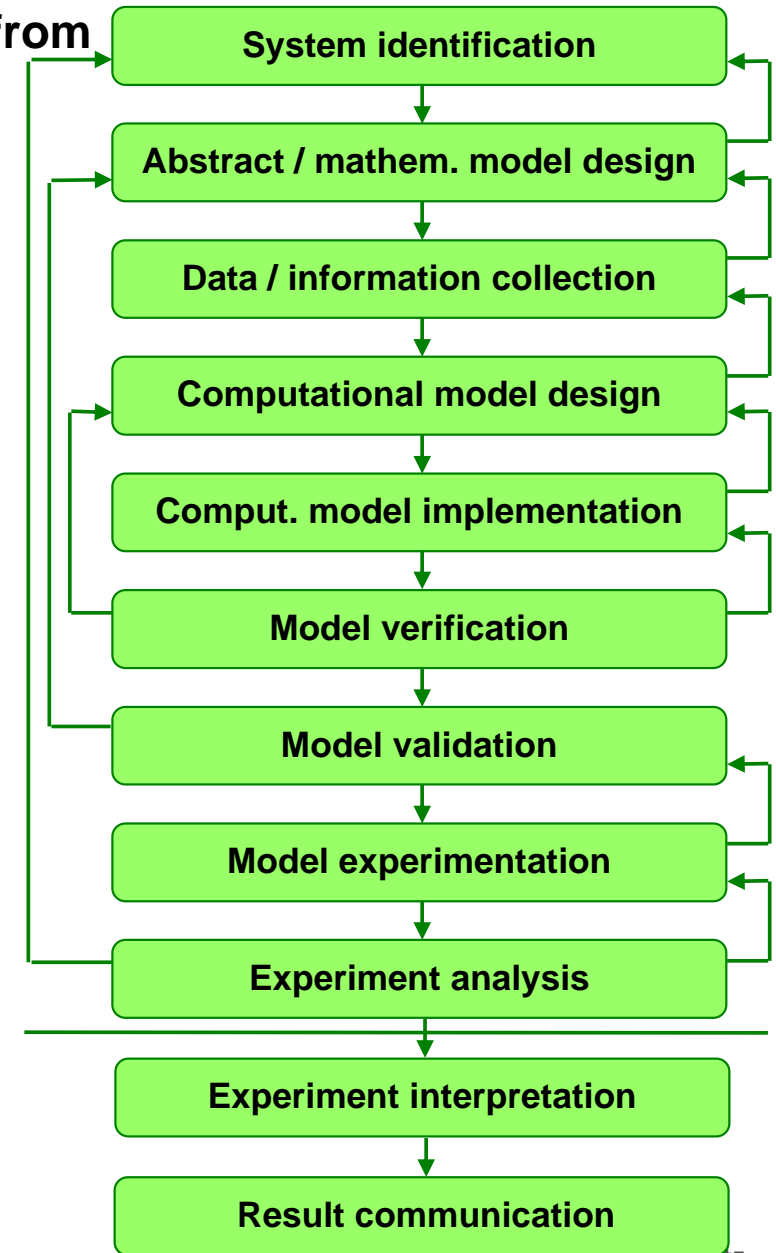 from
System identification
Abstract / mathem. model design
Data / information collection
Computational model design
Comput. model implementation
Model verification
Model validation
Model experimentation
Experiment analysis
Experiment interpretation
Result communication